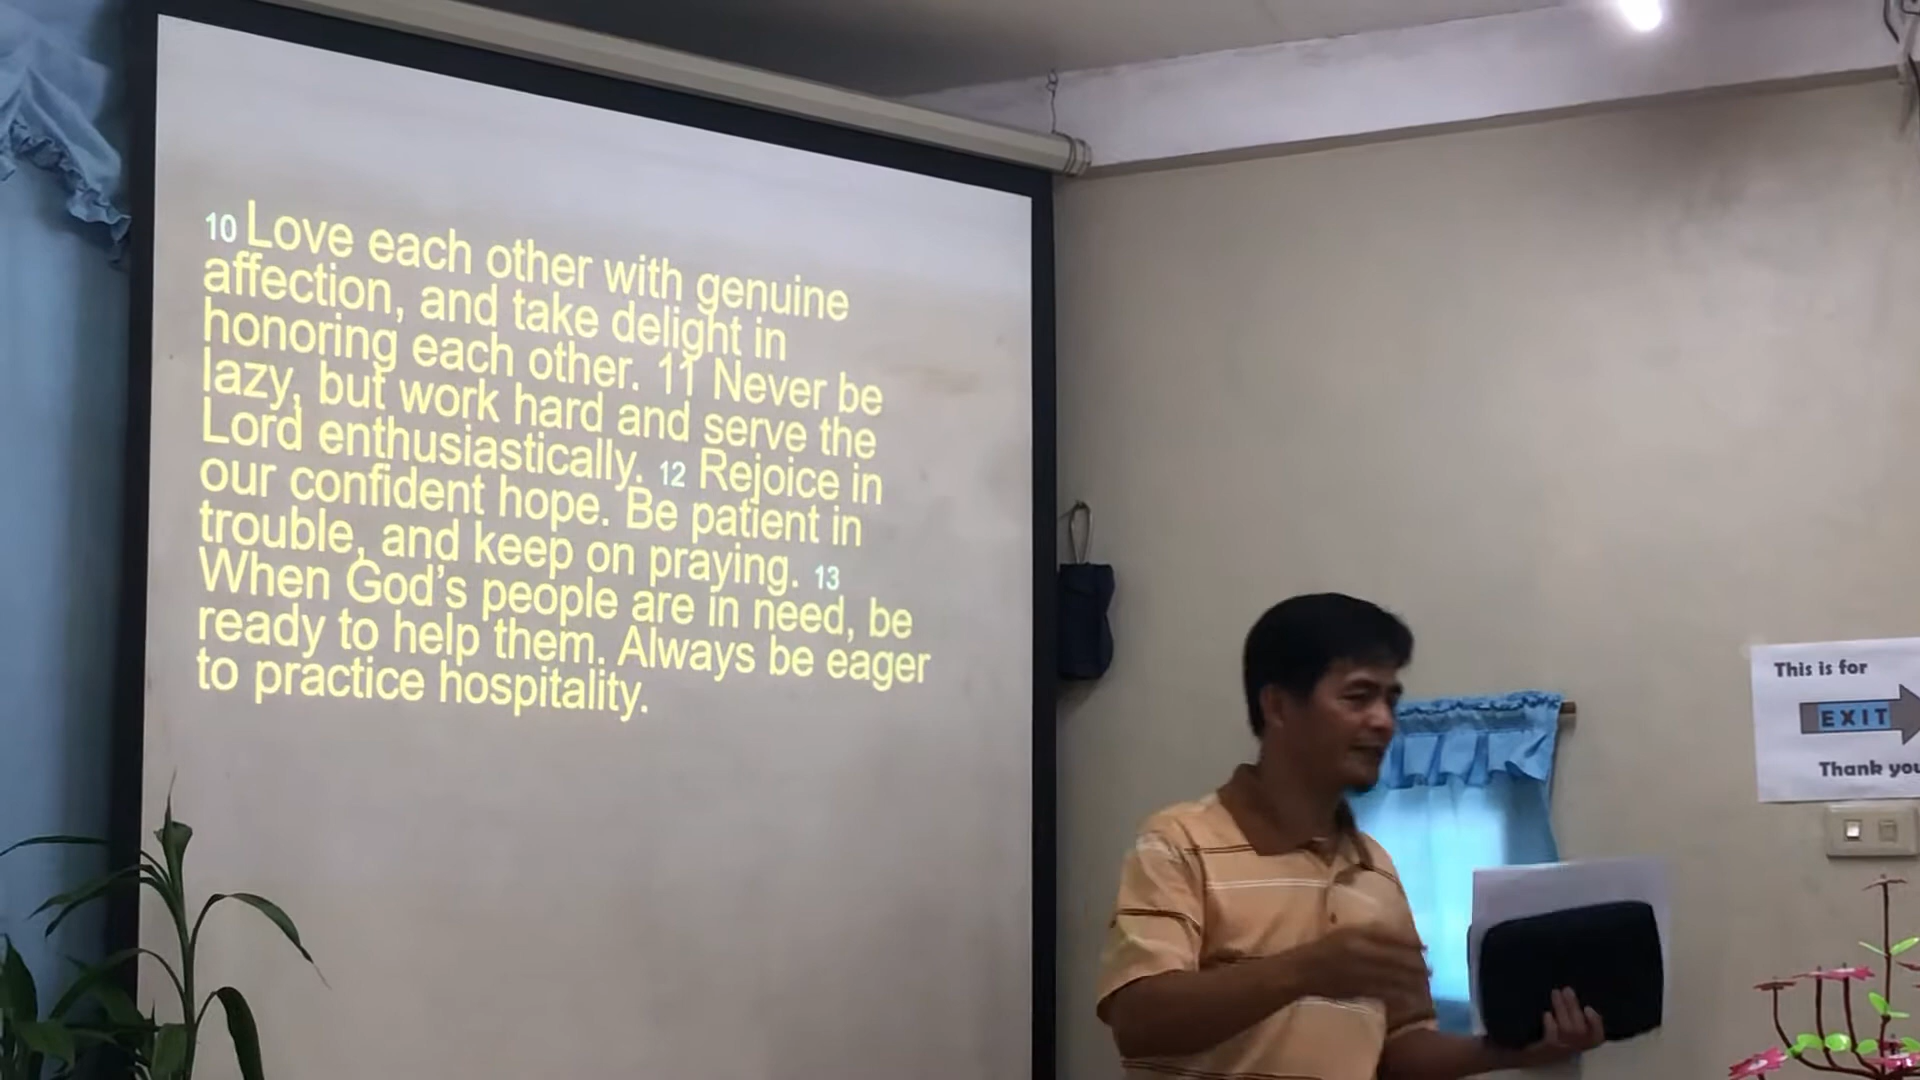 10 Love each other with genuine
affection, and take delight in
honoring each other. 11 Never be
lazy, but work hard and serve the
Lord enthusiastically. 12 Rejoice in
our confident hope. Be patient in
trouble, and keep on praying. 13
When God’s people are in need, be
ready to help them. Always be eager
to practice hospitality.
This is for
EXIT
Thank you